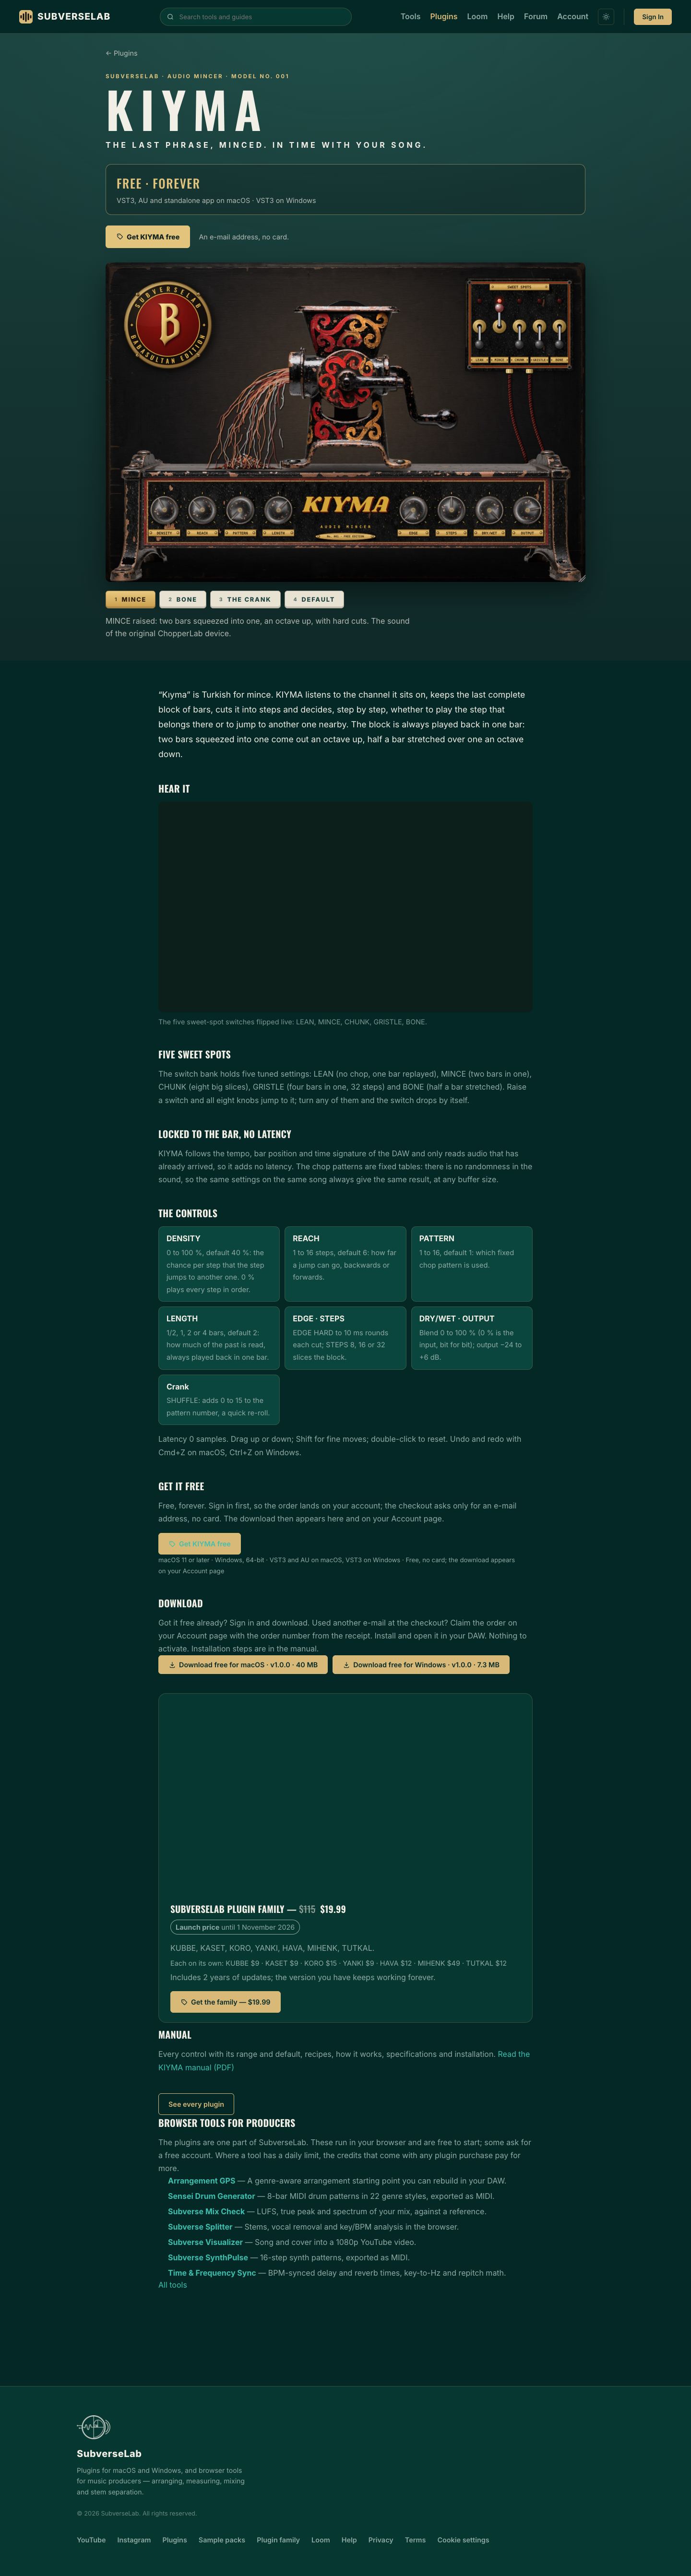 SUBVERSELAB
Search tools and guides
Tools Plugins Loom Help Forum Account
Sign In
← Plugins
SUBVERSELAB · AUDIO MINCER · MODEL NO. 001
KIYMA
THE LAST PHRASE, MINCED. IN TIME WITH YOUR SONG.
FREE · FOREVER
VST3, AU and standalone app on macOS · VST3 on Windows
Get KIYMA free
An e-mail address, no card.
SUBVERSELAB
B
BABASULTAN EDITION
SWEET SPOTS
LEAN MINCE CHUNK GRISTLE BONE
KIYMA
AUDIO MINCER
DENSITY REACH PATTERN LENGTH
EDGE STEPS DRY/WET OUTPUT
1 MINCE
2 BONE
3 THE CRANK
4 DEFAULT
MINCE raised: two bars squeezed into one, an octave up, with hard cuts. The sound
of the original ChopperLab device.
“Kıyma” is Turkish for mince. KIYMA listens to the channel it sits on, keeps the last complete
block of bars, cuts it into steps and decides, step by step, whether to play the step that
belongs there or to jump to another one nearby. The block is always played back in one bar:
two bars squeezed into one come out an octave up, half a bar stretched over one an octave
down.
HEAR IT
The five sweet-spot switches flipped live: LEAN, MINCE, CHUNK, GRISTLE, BONE.
FIVE SWEET SPOTS
The switch bank holds five tuned settings: LEAN (no chop, one bar replayed), MINCE (two bars in one),
CHUNK (eight big slices), GRISTLE (four bars in one, 32 steps) and BONE (half a bar stretched). Raise
a switch and all eight knobs jump to it; turn any of them and the switch drops by itself.
LOCKED TO THE BAR, NO LATENCY
KIYMA follows the tempo, bar position and time signature of the DAW and only reads audio that has
already arrived, so it adds no latency. The chop patterns are fixed tables: there is no randomness in the
sound, so the same settings on the same song always give the same result, at any buffer size.
THE CONTROLS
DENSITY
0 to 100 %, default 40 %: the
chance per step that the step
jumps to another one. 0 %
plays every step in order.
REACH
1 to 16 steps, default 6: how far
a jump can go, backwards or
forwards.
PATTERN
1 to 16, default 1: which fixed
chop pattern is used.
LENGTH
1/2, 1, 2 or 4 bars, default 2:
how much of the past is read,
always played back in one bar.
EDGE · STEPS
EDGE HARD to 10 ms rounds
each cut; STEPS 8, 16 or 32
slices the block.
DRY/WET · OUTPUT
Blend 0 to 100 % (0 % is the
input, bit for bit); output −24 to
+6 dB.
Crank
SHUFFLE: adds 0 to 15 to the
pattern number, a quick re-roll.
Latency 0 samples. Drag up or down; Shift for fine moves; double-click to reset. Undo and redo with
Cmd+Z on macOS, Ctrl+Z on Windows.
GET IT FREE
Free, forever. Sign in first, so the order lands on your account; the checkout asks only for an e-mail
address, no card. The download then appears here and on your Account page.
Get KIYMA free
macOS 11 or later · Windows, 64-bit · VST3 and AU on macOS, VST3 on Windows · Free, no card; the download appears
on your Account page
DOWNLOAD
Got it free already? Sign in and download. Used another e-mail at the checkout? Claim the order on
your Account page with the order number from the receipt. Install and open it in your DAW. Nothing to
activate. Installation steps are in the manual.
Download free for macOS · v1.0.0 · 40 MB
Download free for Windows · v1.0.0 · 7.3 MB
SUBVERSELAB PLUGIN FAMILY — $115 $19.99
Launch price until 1 November 2026
KUBBE, KASET, KORO, YANKI, HAVA, MIHENK, TUTKAL.
Each on its own: KUBBE $9 · KASET $9 · KORO $15 · YANKI $9 · HAVA $12 · MIHENK $49 · TUTKAL $12
Includes 2 years of updates; the version you have keeps working forever.
Get the family — $19.99
MANUAL
Every control with its range and default, recipes, how it works, specifications and installation. Read the
KIYMA manual (PDF)
See every plugin
BROWSER TOOLS FOR PRODUCERS
The plugins are one part of SubverseLab. These run in your browser and are free to start; some ask for
a free account. Where a tool has a daily limit, the credits that come with any plugin purchase pay for
more.
Arrangement GPS — A genre-aware arrangement starting point you can rebuild in your DAW.
Sensei Drum Generator — 8-bar MIDI drum patterns in 22 genre styles, exported as MIDI.
Subverse Mix Check — LUFS, true peak and spectrum of your mix, against a reference.
Subverse Splitter — Stems, vocal removal and key/BPM analysis in the browser.
Subverse Visualizer — Song and cover into a 1080p YouTube video.
Subverse SynthPulse — 16-step synth patterns, exported as MIDI.
Time & Frequency Sync — BPM-synced delay and reverb times, key-to-Hz and repitch math.
All tools
SubverseLab
Plugins for macOS and Windows, and browser tools
for music producers — arranging, measuring, mixing
and stem separation.
© 2026 SubverseLab. All rights reserved.
YouTube Instagram Plugins Sample packs Plugin family Loom Help Privacy Terms Cookie settings